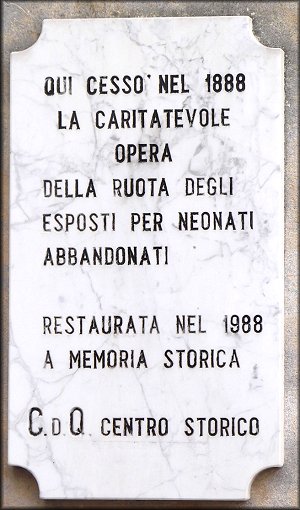 QUI CESSO' NEL 1888
LA CARITATEVOLE
OPERA
DELLA RUOTA DEGLI
ESPOSTI PER NEONATI
ABBANDONATI
RESTAURATA NEL 1988
A MEMORIA STORICA
C.D.Q. CENTRO STORICO